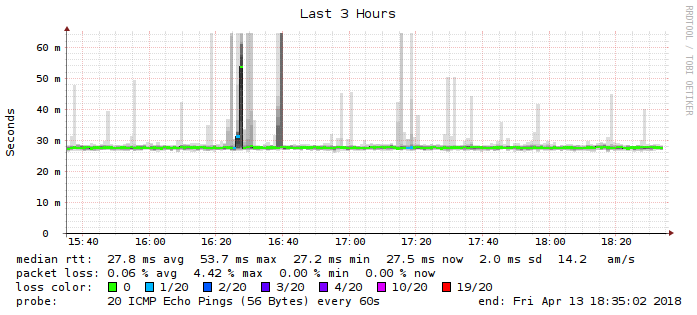 Last 3 Hours
RRDTOOL / TOBI OETIKER
Seconds
60 m
50 m
40 m
30 m
20 m
10 m
0
15:40 16:00 16:20 16:40 17:00 17:20 17:40 18:00 18:20
median rtt: 27.8 ms avg 53.7 ms max 27.2 ms min 27.5 ms now 2.0 ms sd 14.2 am/s
packet loss: 0.06 % avg 4.42 % max 0.00 % min 0.00 % now
loss color: 0 1/20 2/20 3/20 4/20 10/20 19/20
probe: 20 ICMP Echo Pings (56 Bytes) every 60s end: Fri Apr 13 18:35:02 2018